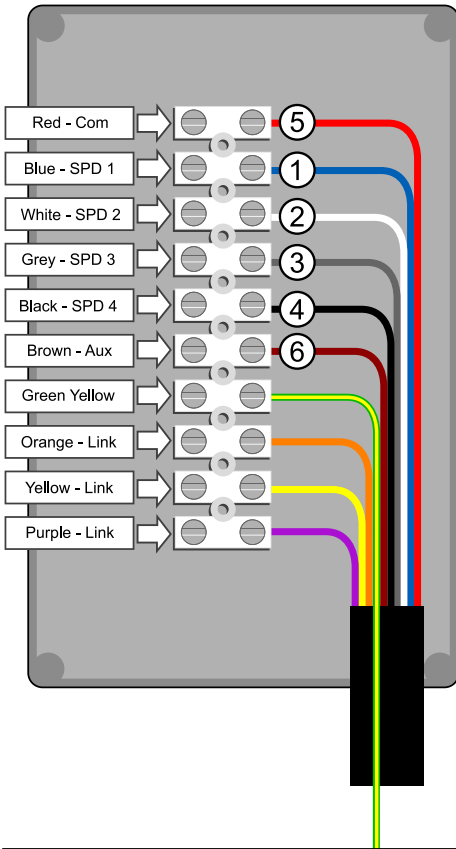 Red - Com 5
Blue - SPD 1 1
White - SPD 2 2
Grey - SPD 3 3
Black - SPD 4 4
Brown - Aux 6
Green Yellow
Orange - Link
Yellow - Link
Purple - Link